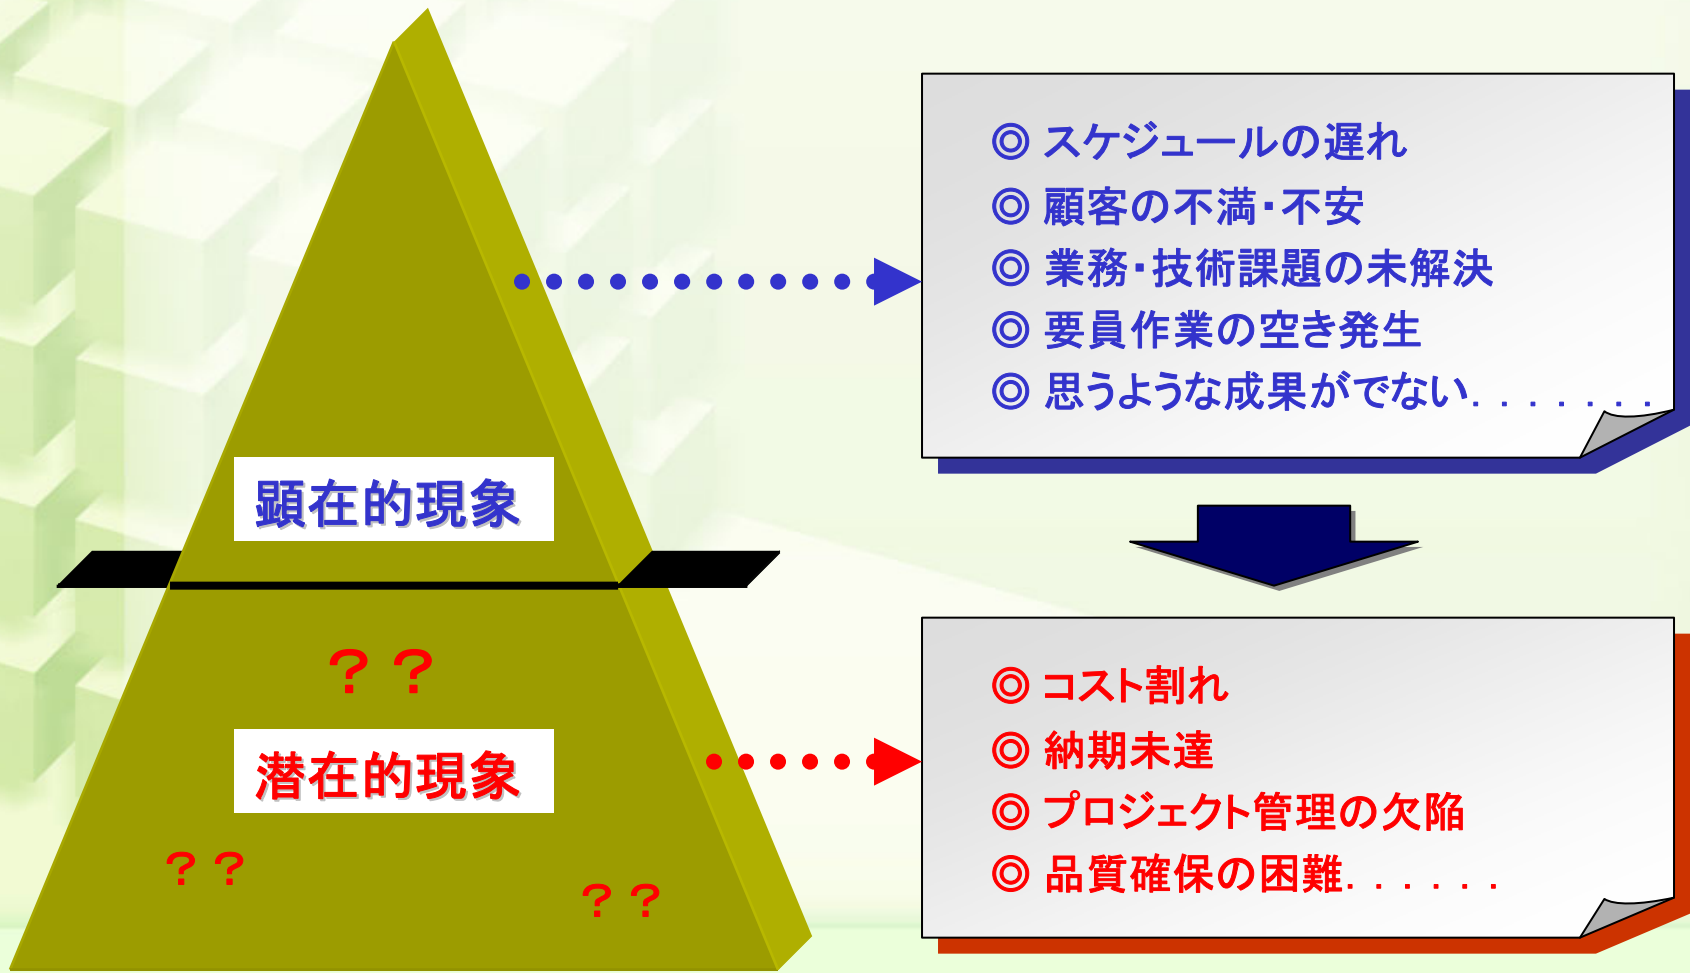 顕在的現象
？？
潜在的現象
？？
？？
◎ スケジュールの遅れ
◎ 顧客の不満・不安
◎ 業務・技術課題の未解決
◎ 要員作業の空き発生
◎ 思うような成果がでない．．．．．．．
◎ コスト割れ
◎ 納期未達
◎ プロジェクト管理の欠陥
◎ 品質確保の困難．．．．．．